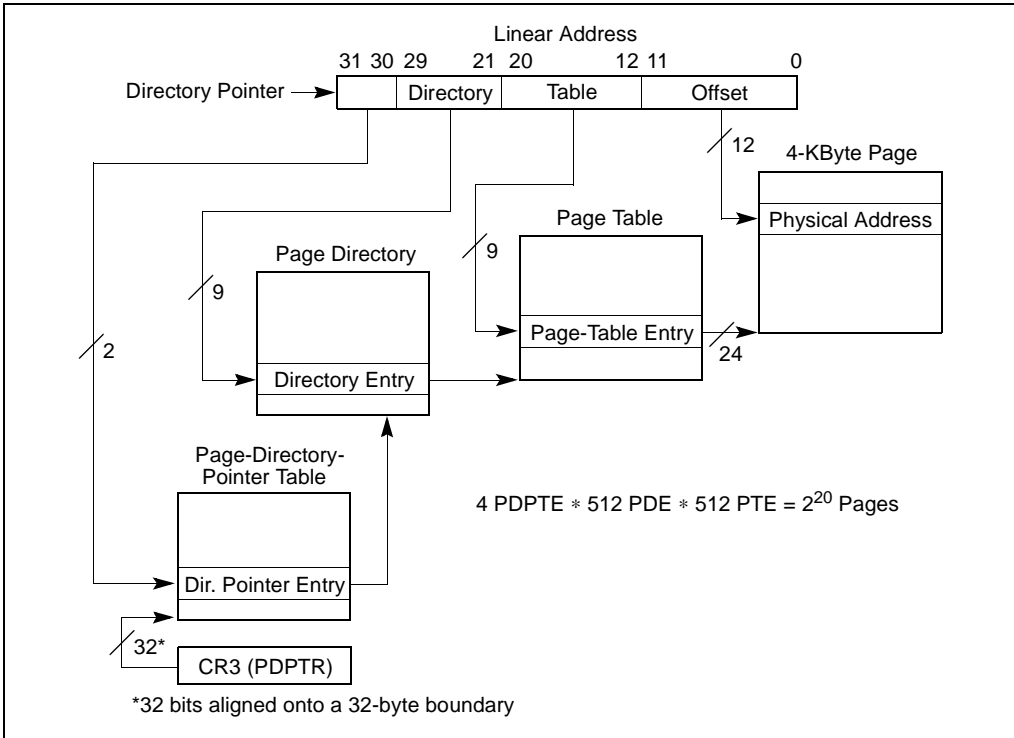 Linear Address
31 30 29 21 20 12 11 0
Directory Pointer Directory Table Offset
12
4-KByte Page
Physical Address
Page Table
9
Page-Table Entry
24
Page Directory
9
Directory Entry
2
Page-Directory-
Pointer Table
Dir. Pointer Entry
4 PDPTE ∗ 512 PDE ∗ 512 PTE = 2²⁰ Pages
32*
CR3 (PDPTR)
*32 bits aligned onto a 32-byte boundary